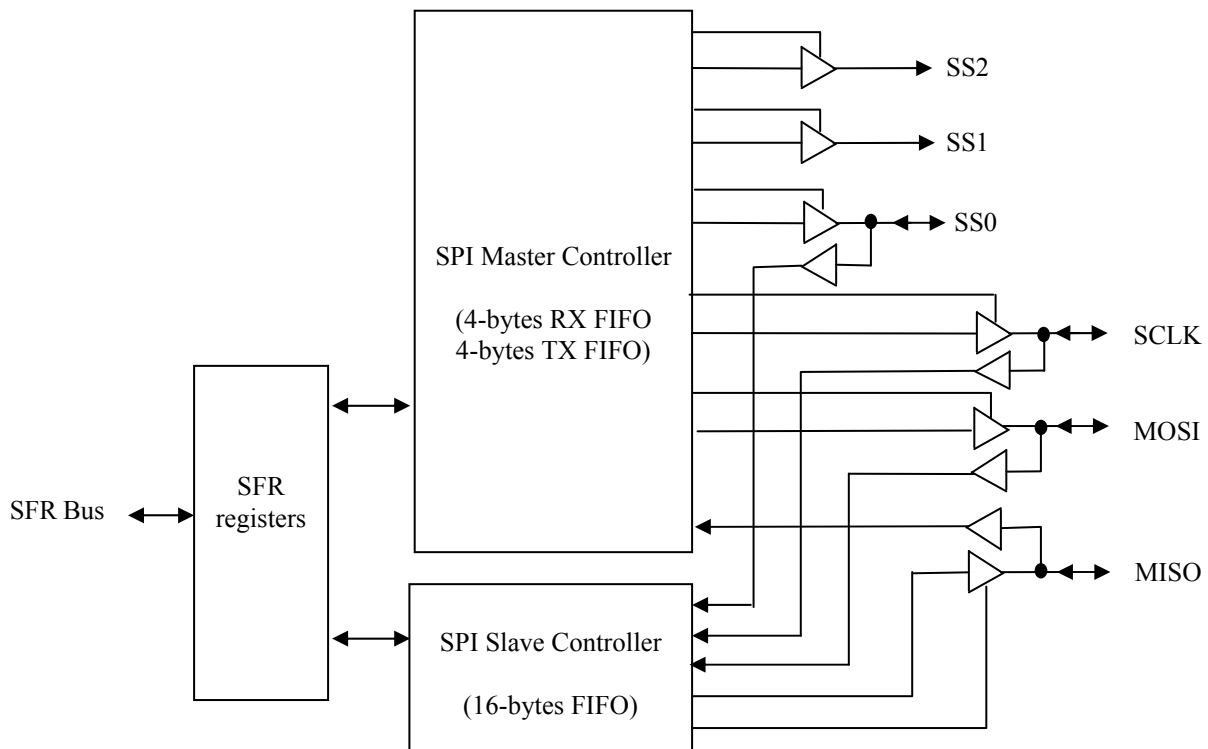 SS2
SS1
SS0
SPI Master Controller
(4-bytes RX FIFO
4-bytes TX FIFO)
SCLK
MOSI
SFR Bus
SFR
registers
MISO
SPI Slave Controller
(16-bytes FIFO)